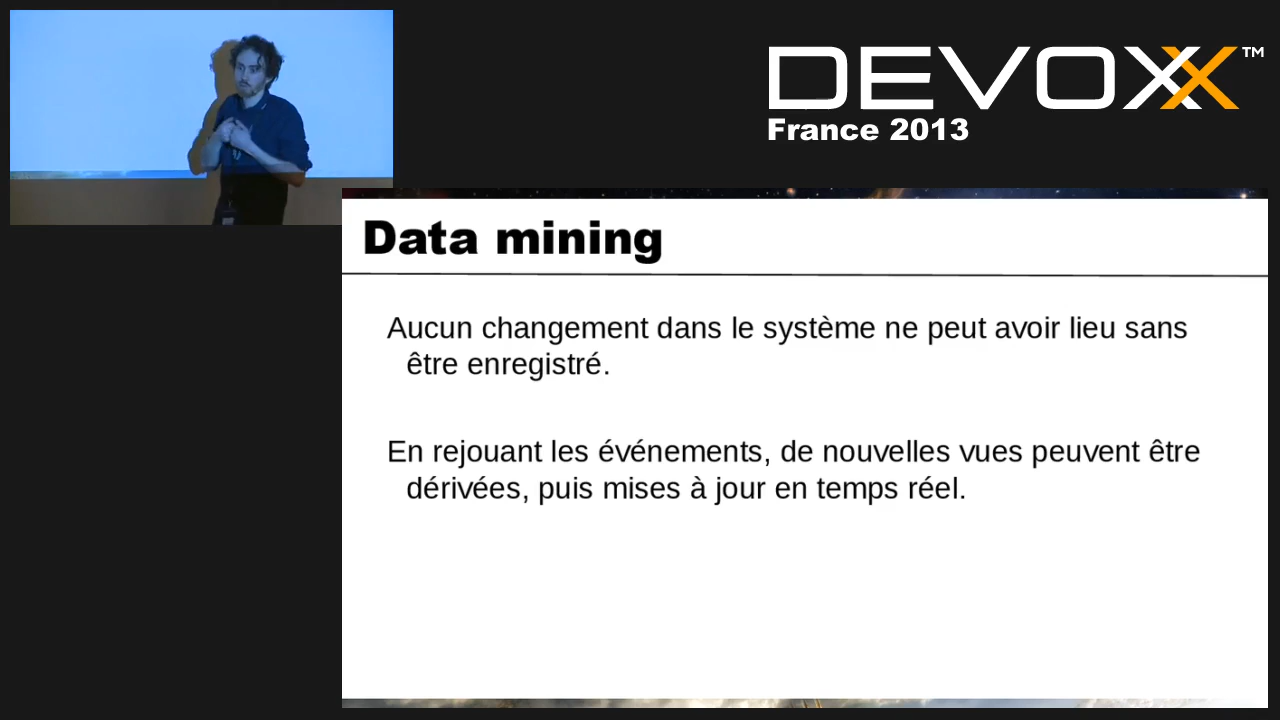 DEVOXX™
France 2013
Data mining
Aucun changement dans le système ne peut avoir lieu sans
être enregistré.
En rejouant les événements, de nouvelles vues peuvent être
dérivées, puis mises à jour en temps réel.